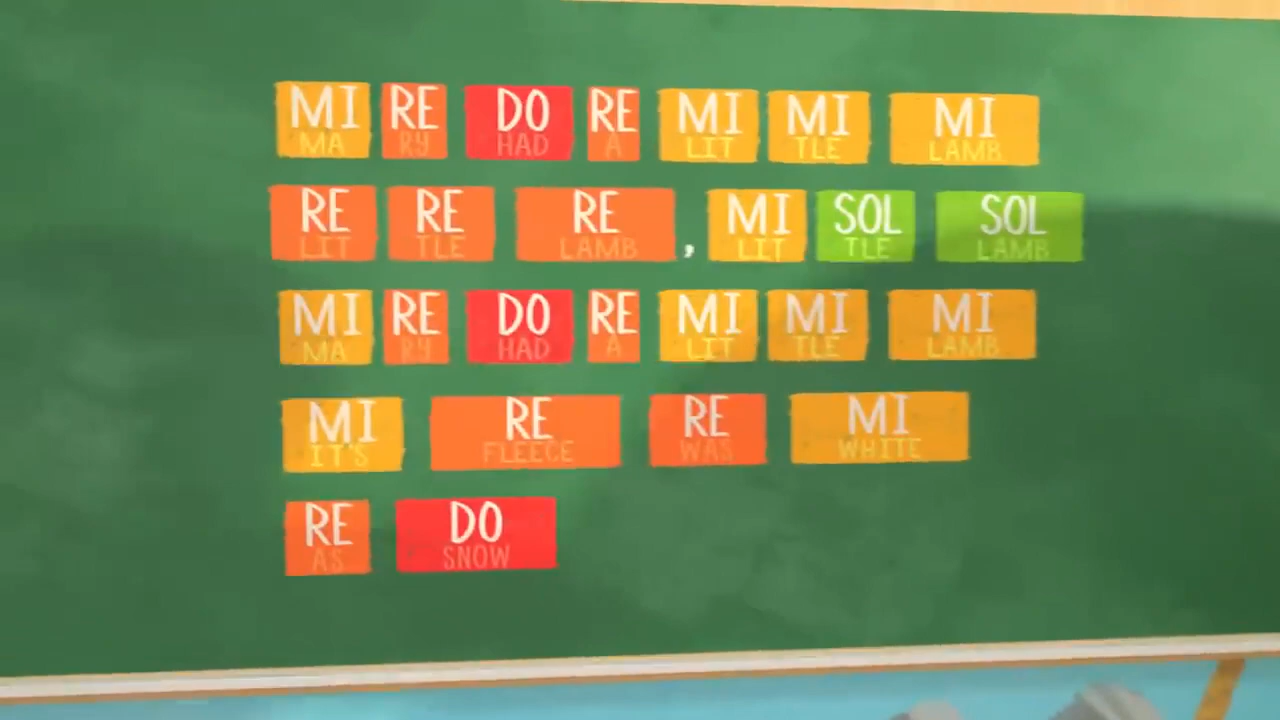 MI RE DO RE MI MI MI
MA RY HAD A LIT TLE LAMB
RE RE RE , MI SOL SOL
LIT TLE LAMB LIT TLE LAMB
MI RE DO RE MI MI MI
MA RY HAD A LIT TLE LAMB
MI RE RE MI
IT'S FLEECE WAS WHITE
RE DO
AS SNOW